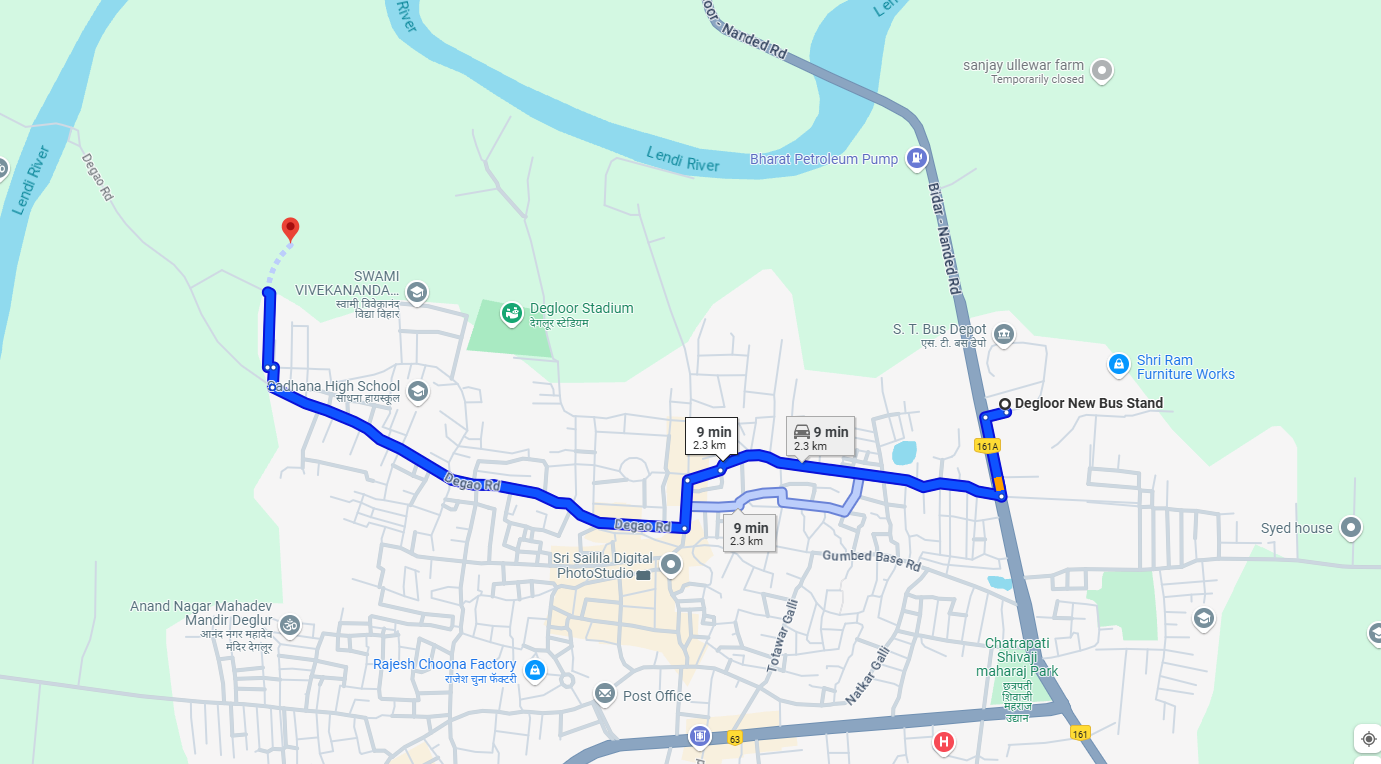 River
oor - Nanded Rd
Le
sanjay ullewar farm
Temporarily closed
Lendi River
Bharat Petroleum Pump
Degao Rd
Lendi River
Bidar - Nanded Rd
SWAMI
VIVEKANANDA...
स्वामी विवेकानंद
विद्या विहार
Degloor Stadium
देगलूर स्टेडियम
S. T. Bus Depot
एस. टी. बस डेपो
Shri Ram
Furniture Works
Sadhana High School
साधना हायस्कूल
Degloor New Bus Stand
9 min
2.3 km
9 min
2.3 km
161A
Degao Rd
Degao Rd
9 min
2.3 km
Syed house
Sri Sailila Digital
PhotoStudio
Gumbed Base Rd
Anand Nagar Mahadev
Mandir Deglur
आनंद नगर महादेव
मंदिर देगलूर
Totawar Galli
Natkar Galli
Chatrapati
Shivaji
maharaj Park
छत्रपती
शिवाजी
महाराज
उद्यान
Rajesh Choona Factory
राजेश चुना फॅक्टरी
Post Office
63
161
H